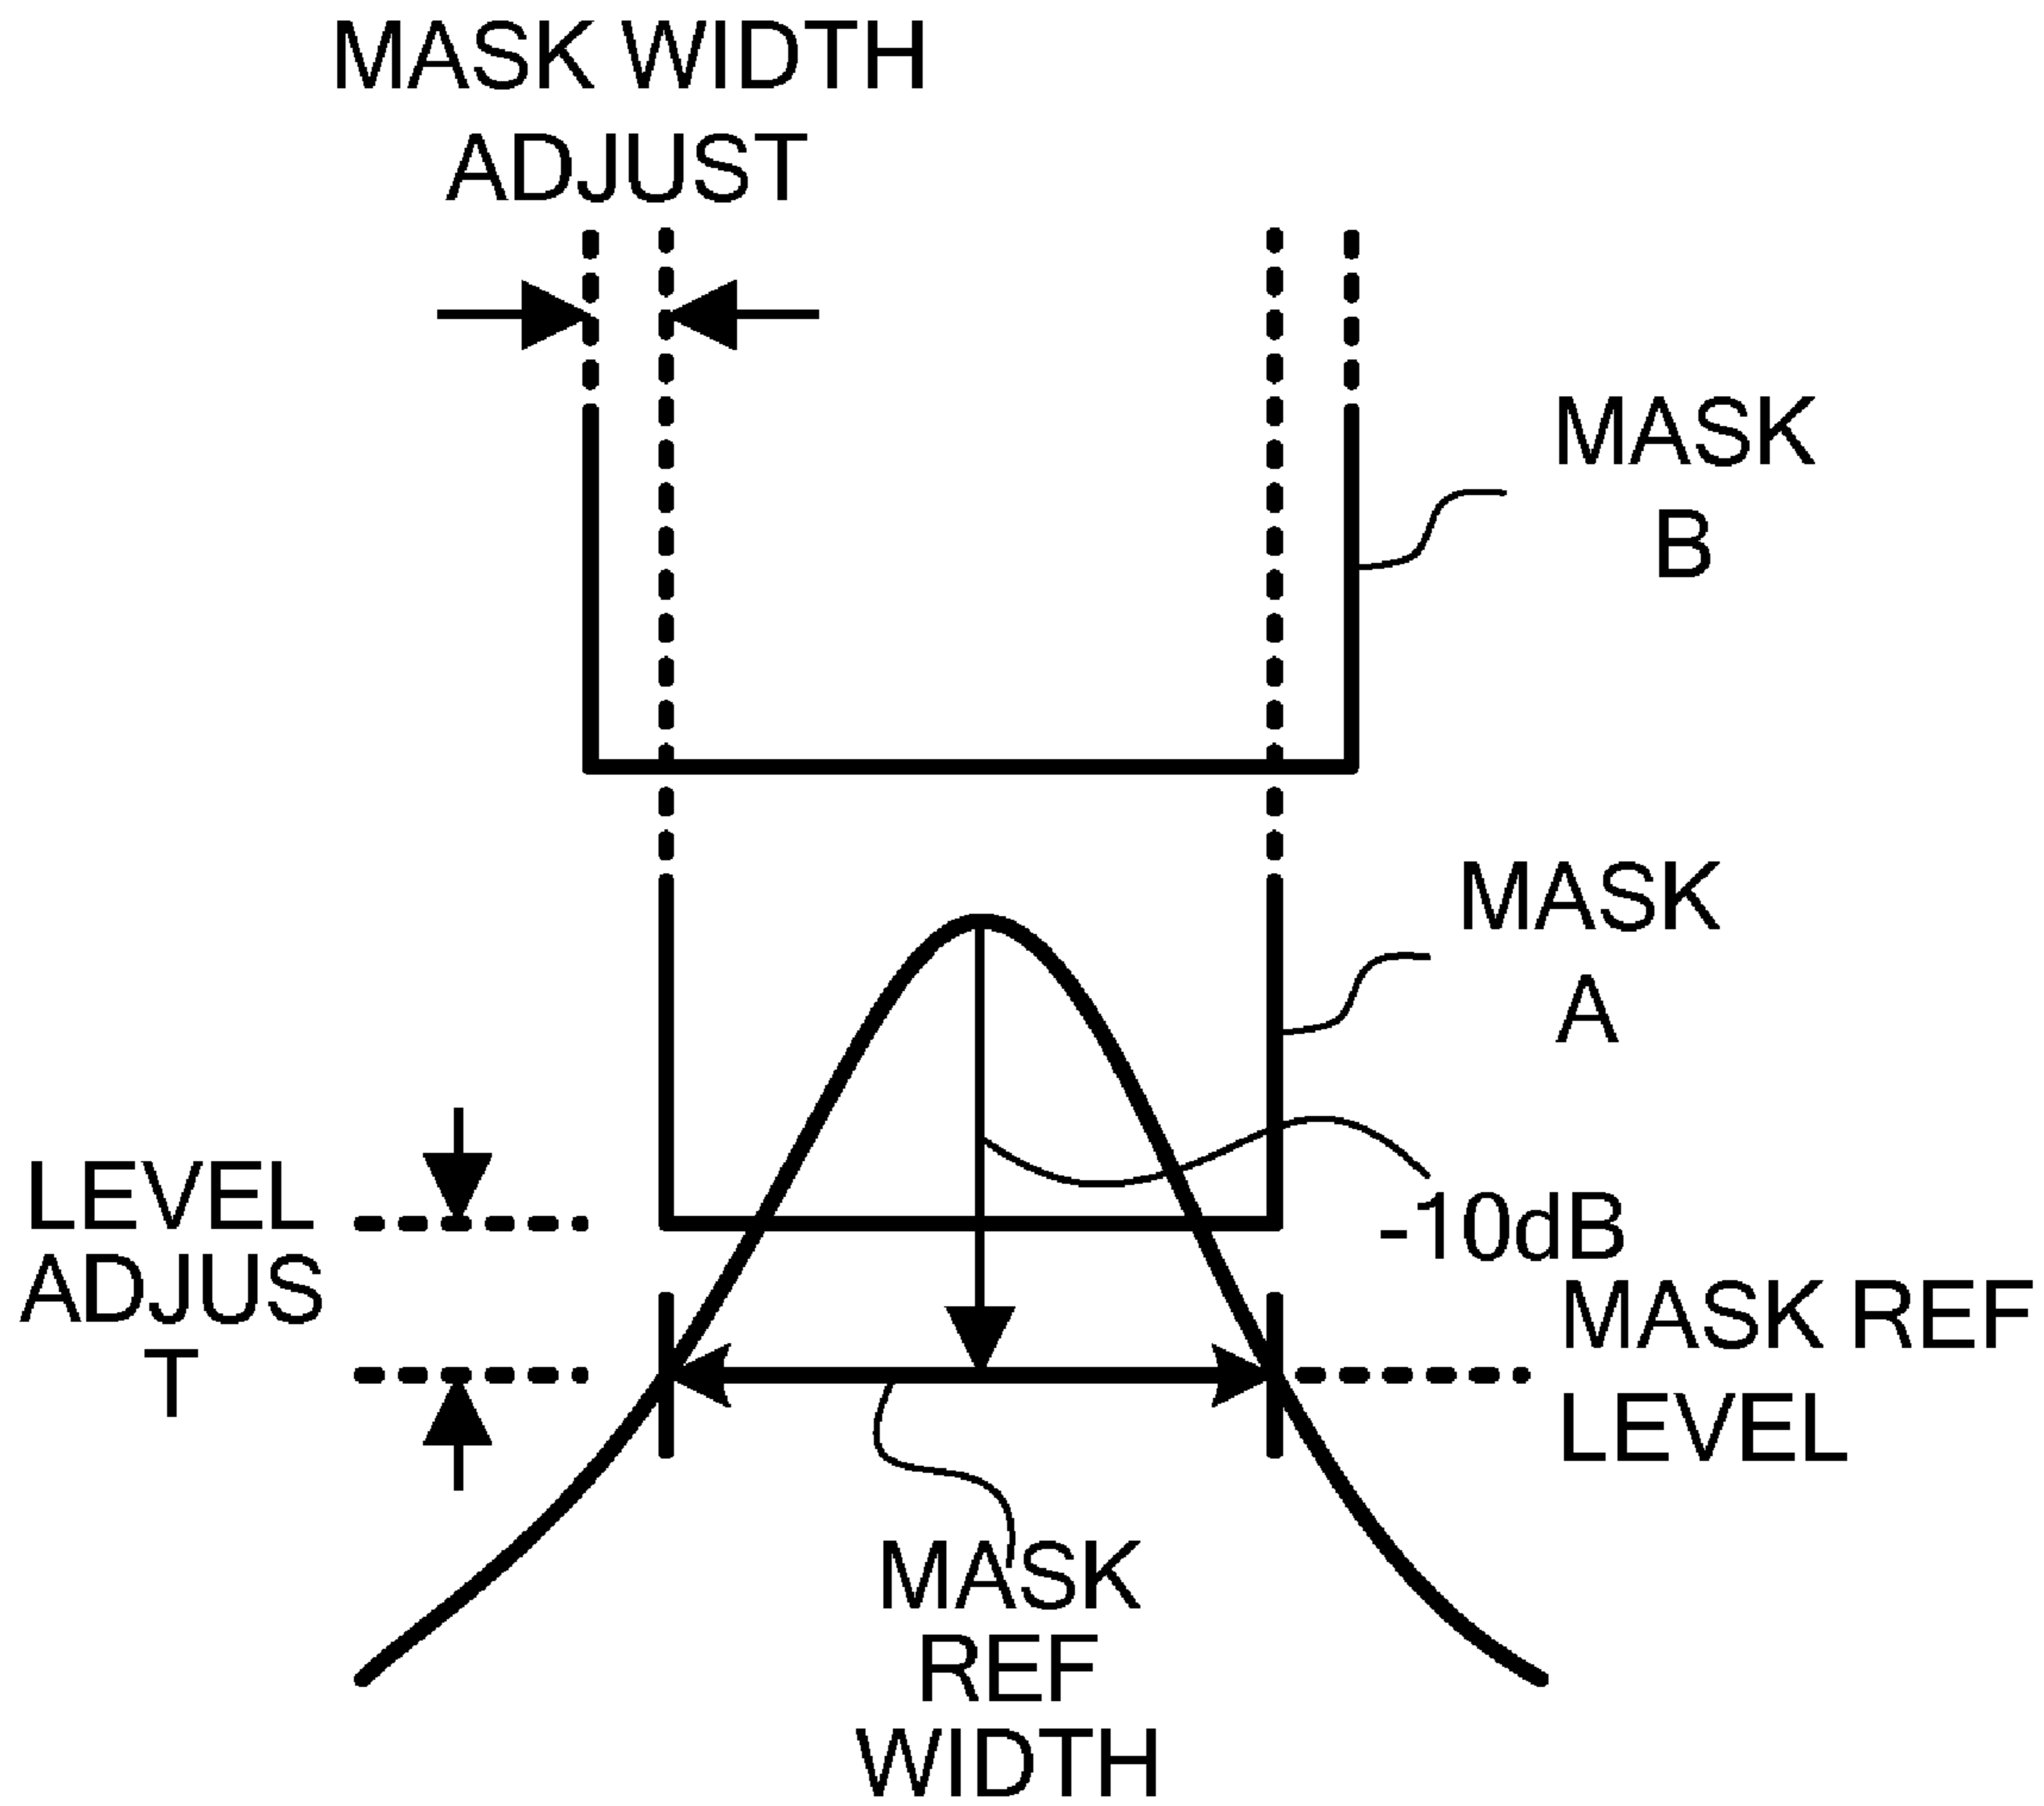 MASK WIDTH
ADJUST
MASK
B
MASK
A
LEVEL
ADJUS
T
-10dB
MASK REF
LEVEL
MASK
REF
WIDTH